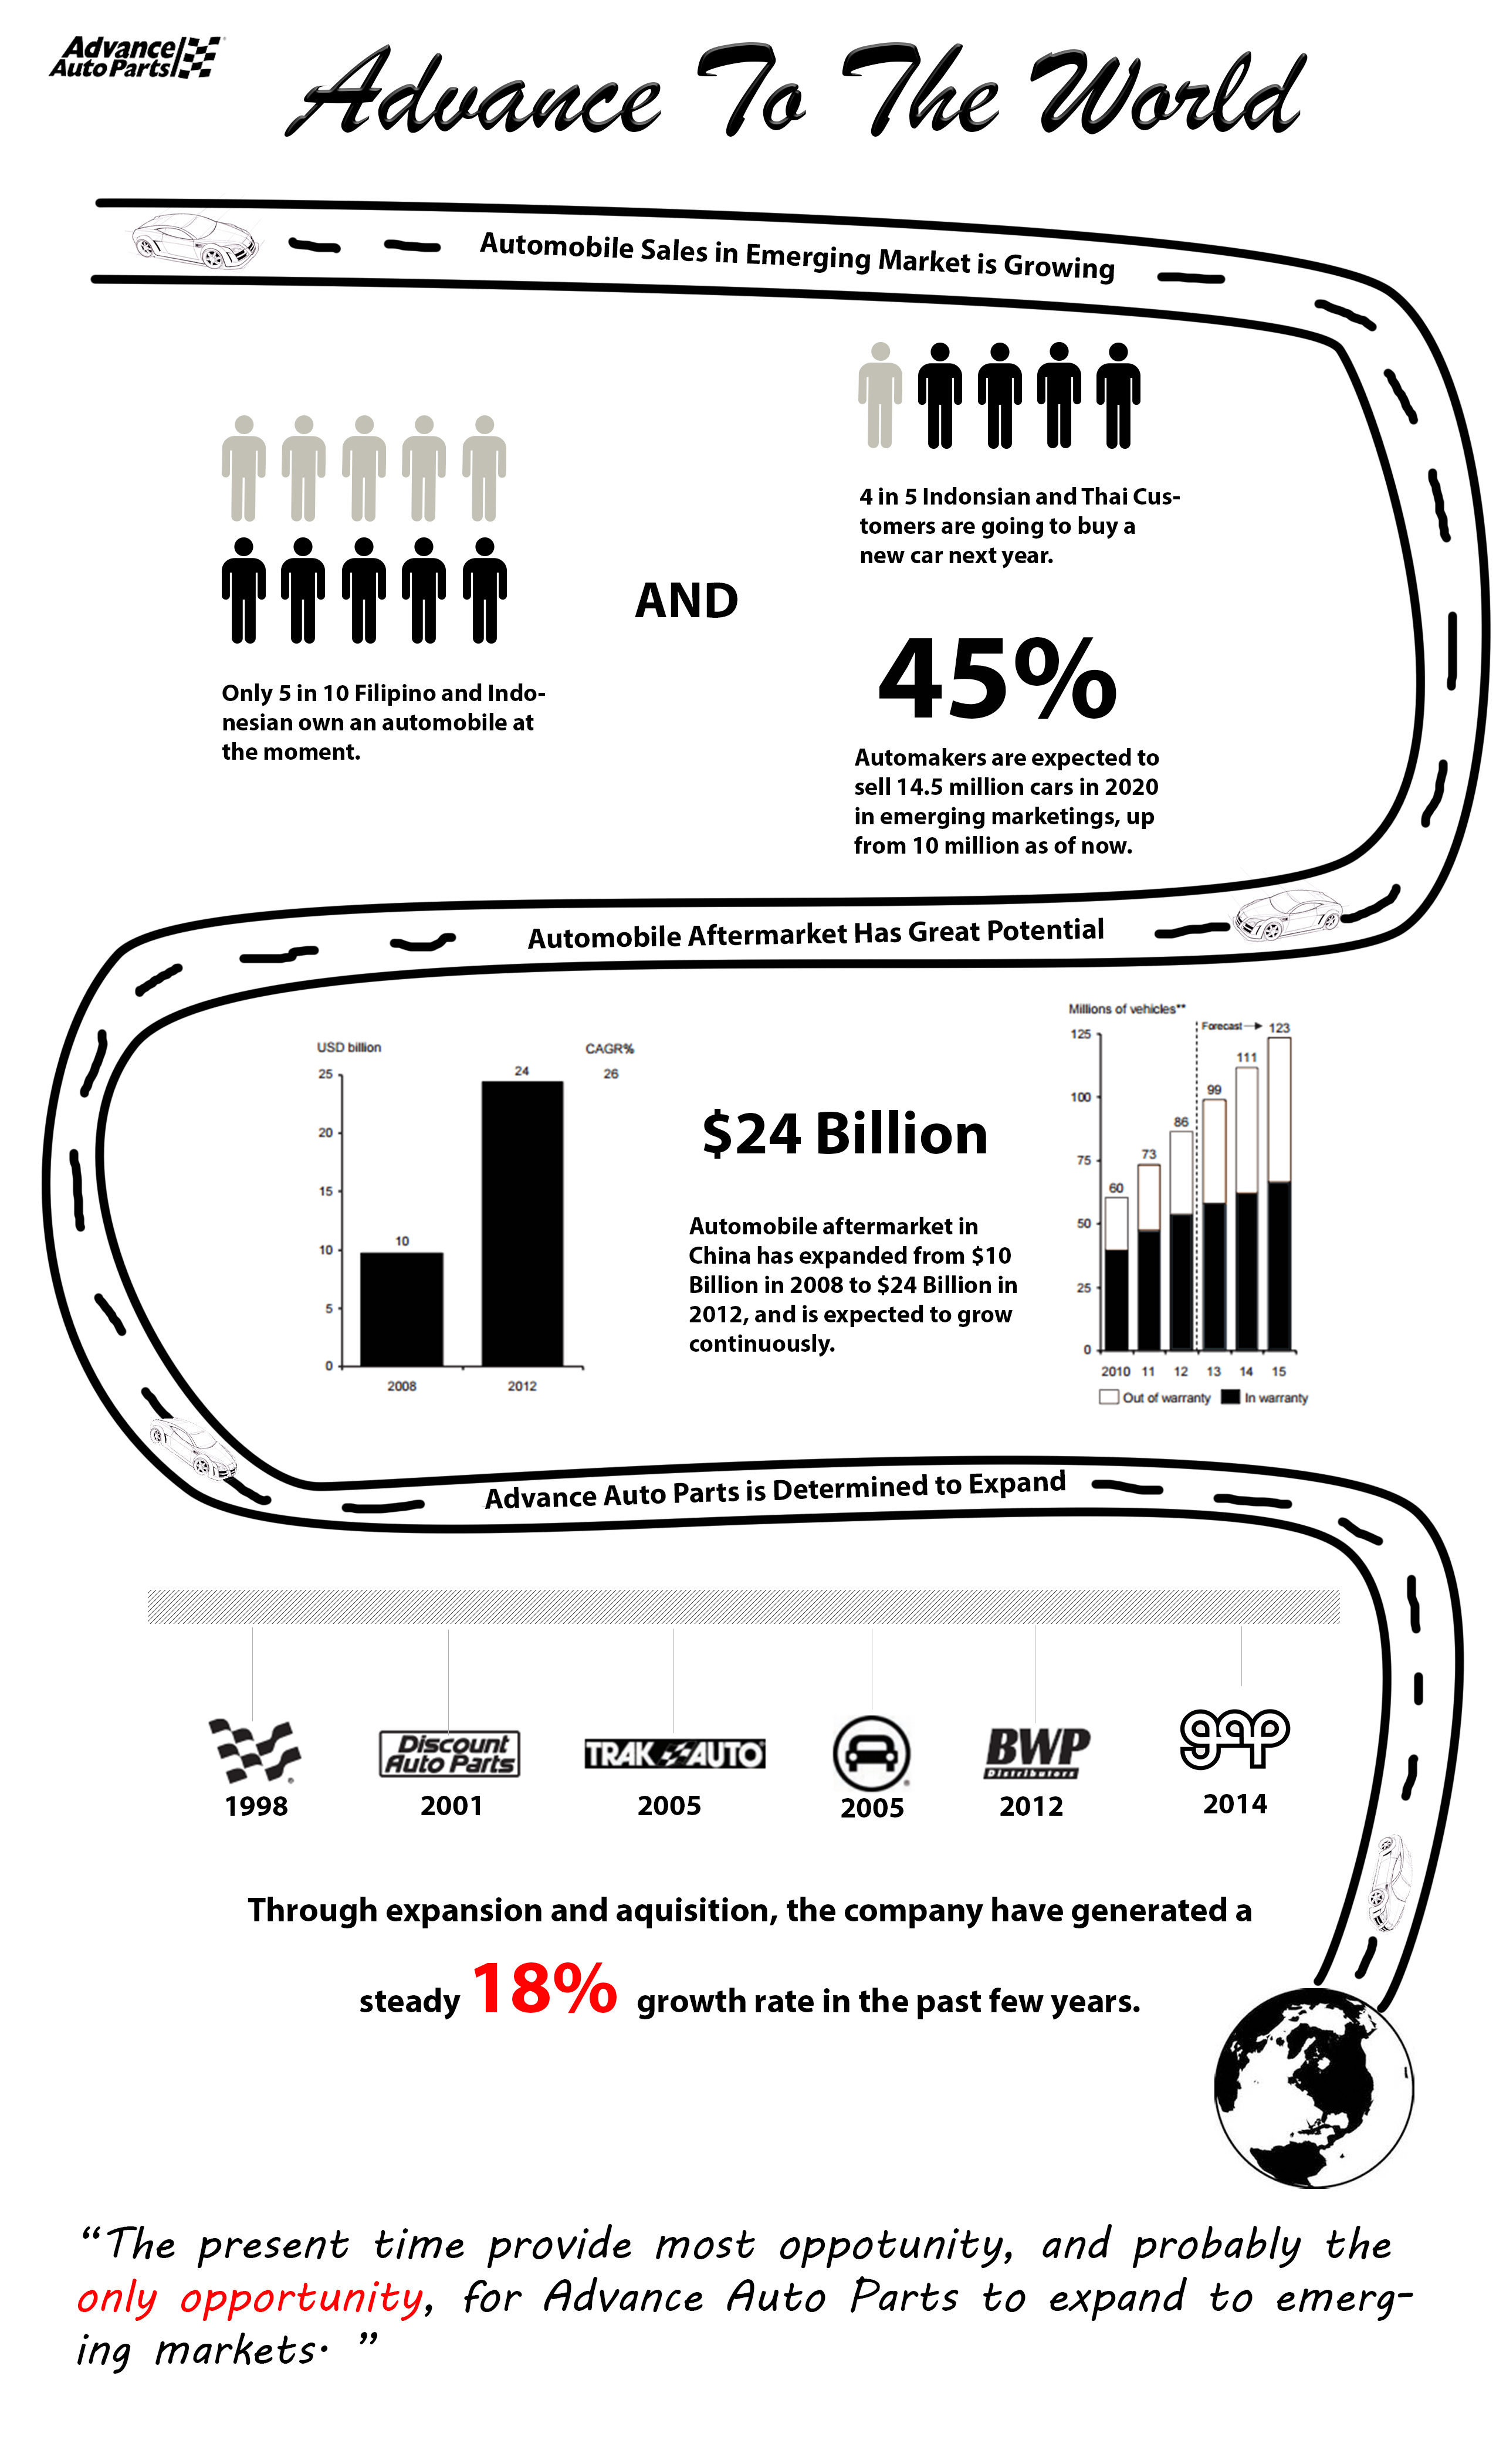 Advance
Auto Parts
Advance To The World
Automobile Sales in Emerging Market is Growing
Only 5 in 10 Filipino and Indo-
nesian own an automobile at
the moment.
AND
4 in 5 Indonsian and Thai Cus-
tomers are going to buy a
new car next year.
45%
Automakers are expected to
sell 14.5 million cars in 2020
in emerging marketings, up
from 10 million as of now.
Automobile Aftermarket Has Great Potential
USD billion
CAGR%
26
25
20
15
10
5
0
10
24
2008
2012
$24 Billion
Automobile aftermarket in
China has expanded from $10
Billion in 2008 to $24 Billion in
2012, and is expected to grow
continuously.
Millions of vehicles**
Forecast
125
100
75
50
25
0
60
73
86
99
111
123
2010 11 12 13 14 15
Out of warranty In warranty
Advance Auto Parts is Determined to Expand
1998
Discount
Auto Parts
2001
TRAK AUTO
2005
2005
BWP
Distributors
2012
gap
2014
Through expansion and aquisition, the company have generated a
steady 18% growth rate in the past few years.
“The present time provide most oppotunity, and probably the
only opportunity, for Advance Auto Parts to expand to emerg-
ing markets. ”